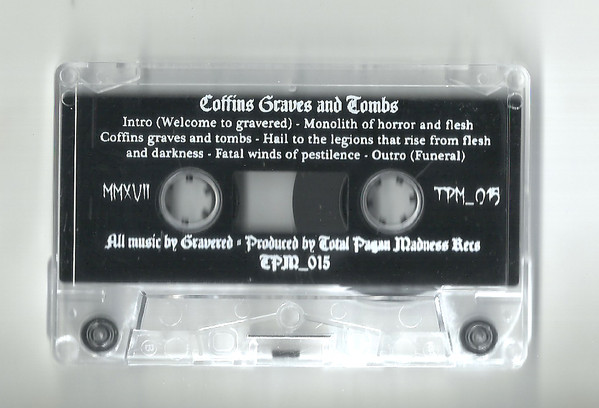 Coffins Graves and Tombs
Intro (Welcome to gravered) - Monolith of horror and flesh
Coffins graves and tombs - Hail to the legions that rise from flesh
and darkness - Fatal winds of pestilence - Outro (Funeral)
MMXVII
TPM_015
All music by Gravered - Produced by Total Pagan Madness Recs
TPM_015